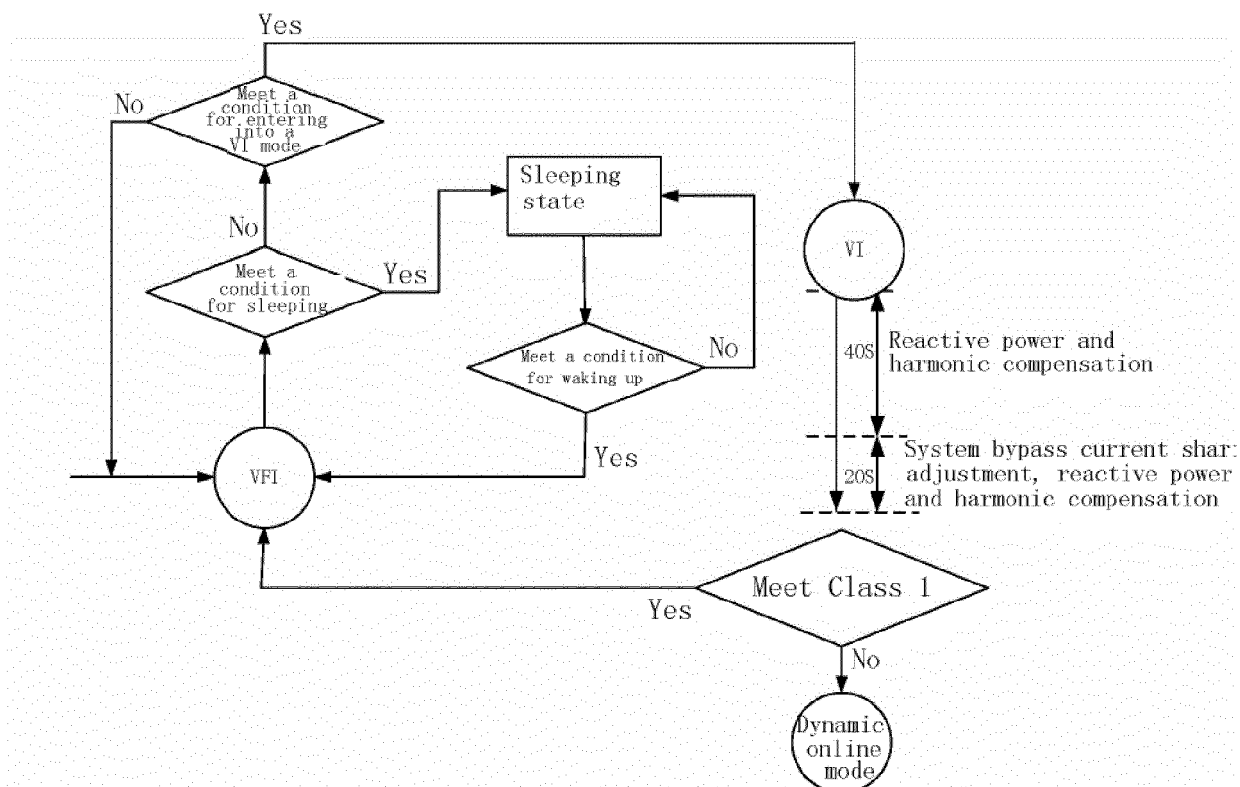 Yes
No
Meet a
condition
for entering
into a
VI mode
Sleeping
state
No
VI
Meet a
condition
for sleeping
Yes
Meet a condition
for waking up
No
40S
Reactive power and
harmonic compensation
Yes
VFI
System bypass current shar
20S
adjustment, reactive power
and harmonic compensation
Meet Class 1
Yes
No
Dynamic
online
mode